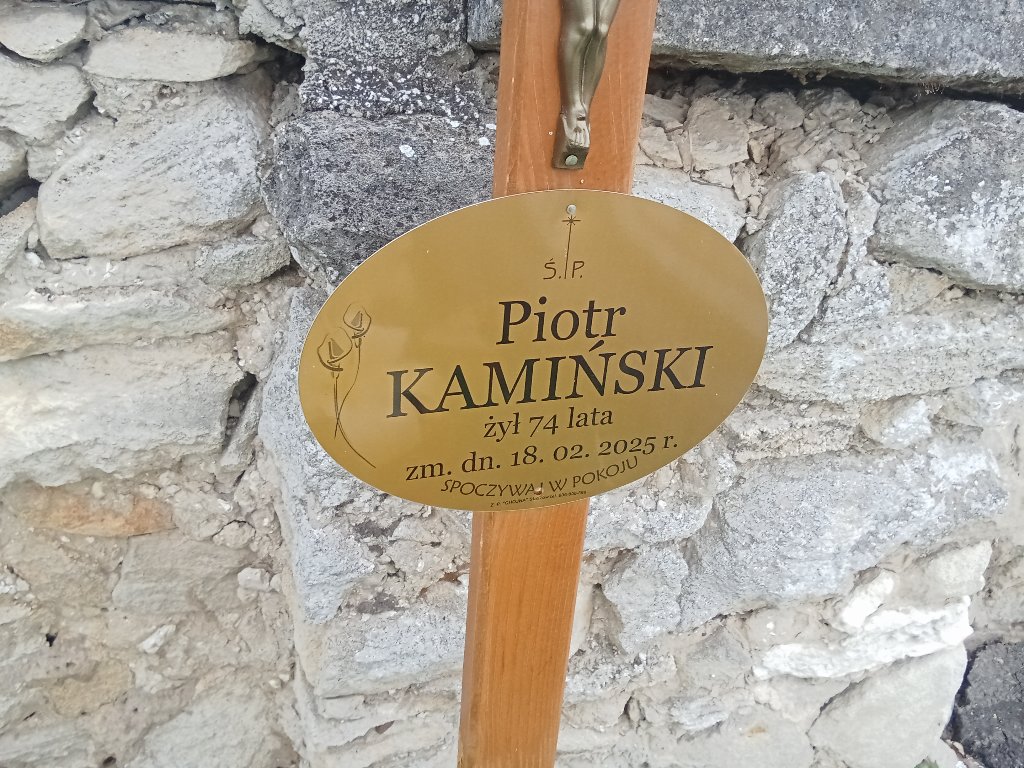 Ś. P.
Piotr
KAMIŃSKI
żył 74 lata
zm. dn. 18. 02. 2025 r.
SPOCZYWAJ W POKOJU